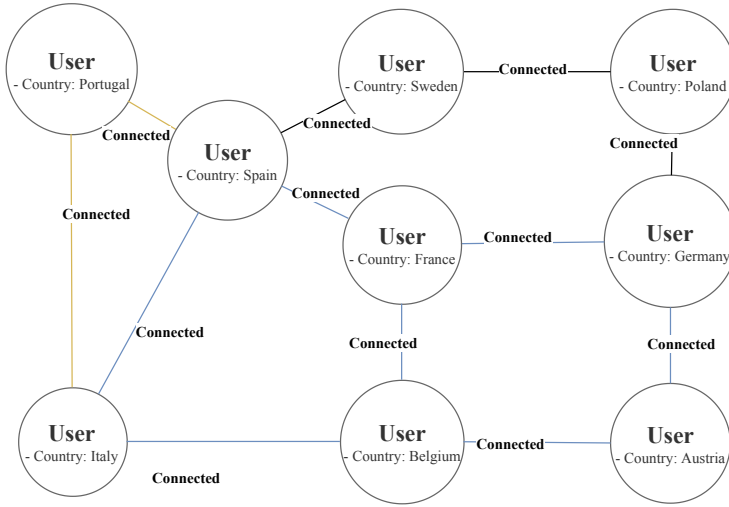 User
- Country: Portugal
User
- Country: Sweden
User
- Country: Poland
Connected
Connected
Connected
Connected
User
- Country: Spain
Connected
Connected
User
- Country: France
Connected
User
- Country: Germany
Connected
Connected
Connected
User
- Country: Italy
User
- Country: Belgium
Connected
User
- Country: Austria
Connected
Connected